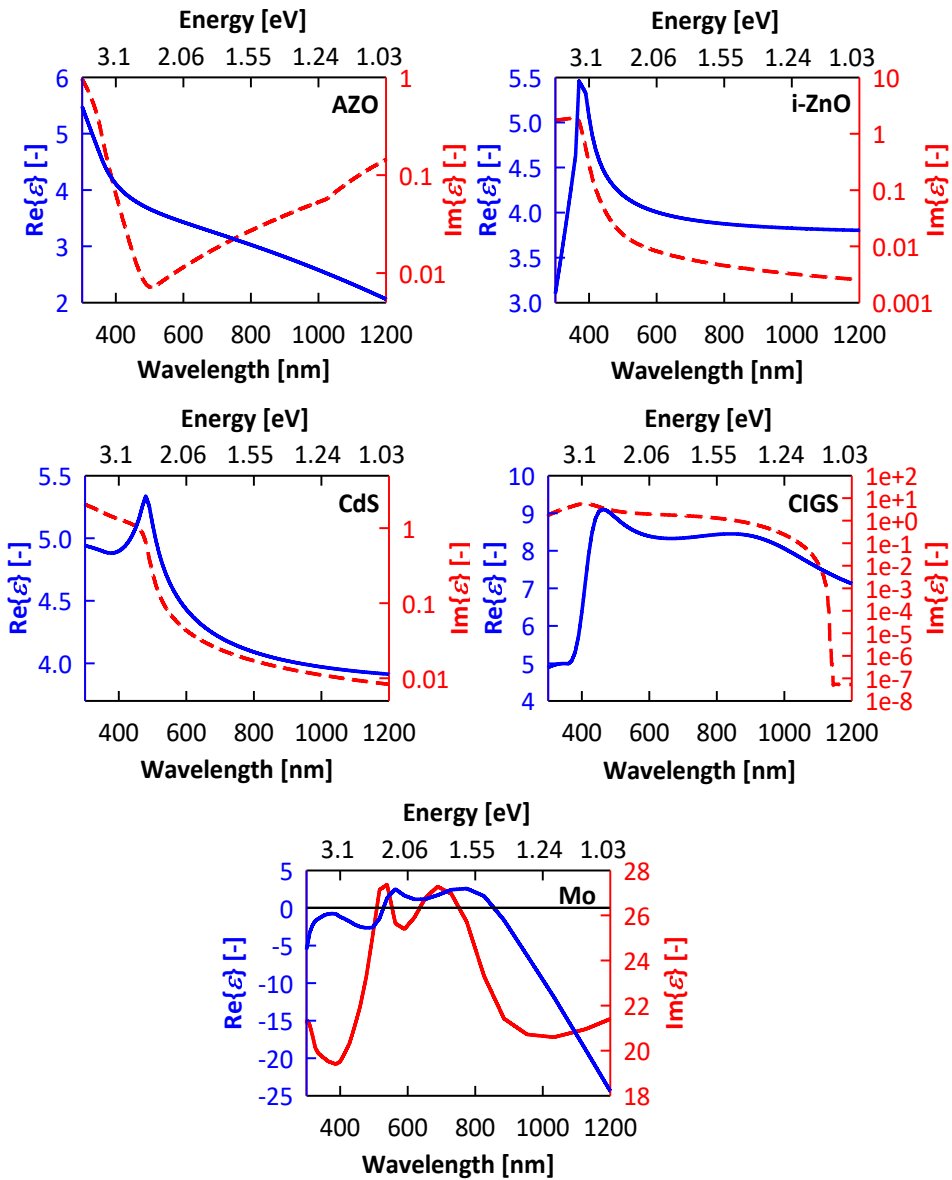 Energy [eV]
3.1 2.06 1.55 1.24 1.03
6 5 4 3 2
Re{ε} [-]
AZO
1 0.1 0.01
Im{ε} [-]
400 600 800 1000 1200
Wavelength [nm]
Energy [eV]
3.1 2.06 1.55 1.24 1.03
5.5 5.0 4.5 4.0 3.5 3.0
Re{ε} [-]
i-ZnO
10 1 0.1 0.01 0.001
Im{ε} [-]
400 600 800 1000 1200
Wavelength [nm]
Energy [eV]
3.1 2.06 1.55 1.24 1.03
5.5 5.0 4.5 4.0
Re{ε} [-]
CdS
1 0.1 0.01
Im{ε} [-]
400 600 800 1000 1200
Wavelength [nm]
Energy [eV]
3.1 2.06 1.55 1.24 1.03
10 9 8 7 6 5 4
Re{ε} [-]
CIGS
1e+2 1e+1 1e+0 1e-1 1e-2 1e-3 1e-4 1e-5 1e-6 1e-7 1e-8
Im{ε} [-]
400 600 800 1000 1200
Wavelength [nm]
Energy [eV]
3.1 2.06 1.55 1.24 1.03
5 0 -5 -10 -15 -20 -25
Re{ε} [-]
Mo
28 26 24 22 20 18
Im{ε} [-]
400 600 800 1000 1200
Wavelength [nm]